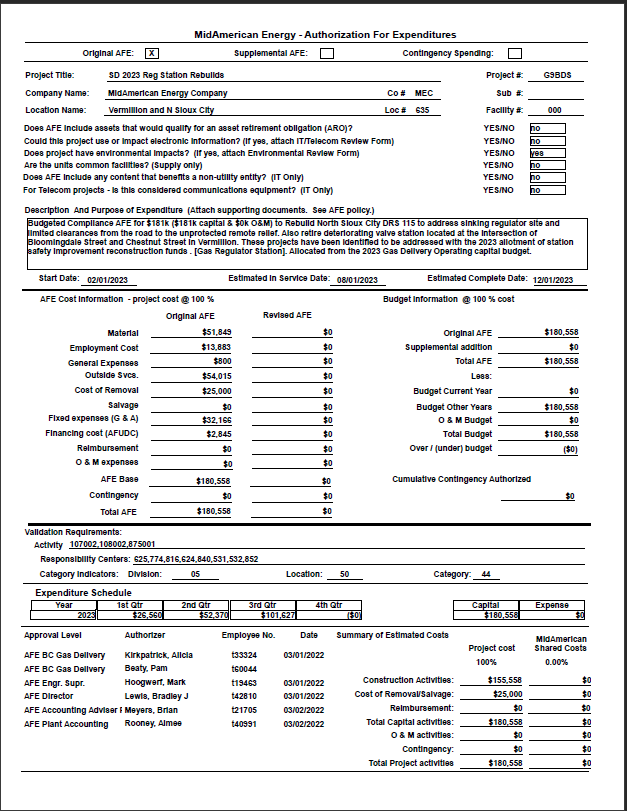 MidAmerican Energy - Authorization For Expenditures
Original AFE: X Supplemental AFE: Contingency Spending:
Project Title: SD 2023 Reg Station Rebuilds Project #: G9BDS
Company Name: MidAmerican Energy Company Co # MEC Sub #:
Location Name: Vermillion and N Sioux City Loc # 635 Facility #: 000
Does AFE include assets that would qualify for an asset retirement obligation (ARO)? YES/NO no
Could this project use or impact electronic information? (if yes, attach IT/Telecom Review Form) YES/NO no
Does project have environmental impacts? (if yes, attach Environmental Review Form) YES/NO yes
Are the units common facilities? (Supply only) YES/NO no
Does AFE include any content that benefits a non-utility entity? (IT Only) YES/NO no
For Telecom projects - is this considered communications equipment? (IT Only) YES/NO no
Description And Purpose of Expenditure (Attach supporting documents. See AFE policy.)
Budgeted Compliance AFE for $181k ($181k capital & $0k O&M) to Rebuild North Sioux City DRS 115 to address sinking regulator site and
limited clearances from the road to the unprotected remote relief. Also retire deteriorating valve station located at the intersection of
Bloomingdale Street and Chestnut Street in Vermillion. These projects have been identified to be addressed with the 2023 allotment of station
safety improvement reconstruction funds . [Gas Regulator Station]. Allocated from the 2023 Gas Delivery Operating capital budget.
Start Date: 02/01/2023 Estimated In Service Date: 08/01/2023 Estimated Complete Date: 12/01/2023
AFE Cost Information - project cost @ 100 % Budget Information @ 100 % cost
Original AFE Revised AFE
Material $51,849 $0 Original AFE $180,558
Employment Cost $13,883 $0 Supplemental addition $0
General Expenses $800 $0 Total AFE $180,558
Outside Svcs. $54,015 $0 Less:
Cost of Removal $25,000 $0 Budget Current Year $0
Salvage $0 $0 Budget Other Years $180,558
Fixed expenses (G & A) $32,166 $0 O & M Budget $0
Financing cost (AFUDC) $2,845 $0 Total Budget $180,558
Reimbursement $0 $0 Over / (under) budget ($0)
O & M expenses $0 $0
AFE Base $180,558 $0 Cumulative Contingency Authorized
Contingency $0 $0 $0
Total AFE $180,558 $0
Validation Requirements:
Activity 107002,108002,875001
Responsibility Centers: 625,774,816,624,840,531,532,852
Category Indicators: Division: 05 Location: 50 Category: 44
Expenditure Schedule
Year 1st Qtr 2nd Qtr 3rd Qtr 4th Qtr Capital Expense
2023 $26,560 $52,370 $101,627 ($0) $180,558 $0
Approval Level Authorizer Employee No. Date Summary of Estimated Costs
Project cost MidAmerican Shared Costs
100% 0.00%
AFE BC Gas Delivery Kirkpatrick, Alicia t33324 03/01/2022
AFE BC Gas Delivery Beaty, Pam t60044
AFE Engr. Supr. Hoogwerf, Mark t19463 03/01/2022 Construction Activities: $155,558 $0
AFE Director Lewis, Bradley J t42810 03/01/2022 Cost of Removal/Salvage: $25,000 $0
AFE Accounting Adviser F Meyers, Brian t21705 03/02/2022 Reimbursement: $0 $0
AFE Plant Accounting Rooney, Aimee t40991 03/02/2022 Total Capital activities: $180,558 $0
O & M activities: $0 $0
Contingency: $0 $0
Total Project activities $180,558 $0